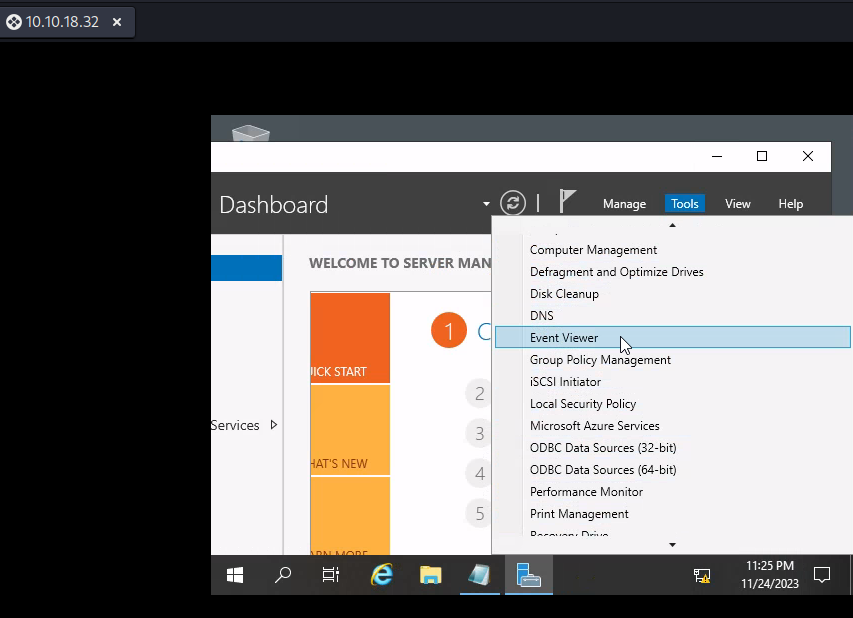 10.10.18.32
Dashboard
Manage
Tools
View
Help
WELCOME TO SERVER MAN
Computer Management
Defragment and Optimize Drives
Disk Cleanup
DNS
Event Viewer
Group Policy Management
iSCSI Initiator
Local Security Policy
Microsoft Azure Services
ODBC Data Sources (32-bit)
ODBC Data Sources (64-bit)
Performance Monitor
Print Management
Recovery Drive
1 C
UICK START
2
3
Services
HAT'S NEW
4
5
ARN MORE
11:25 PM
11/24/2023